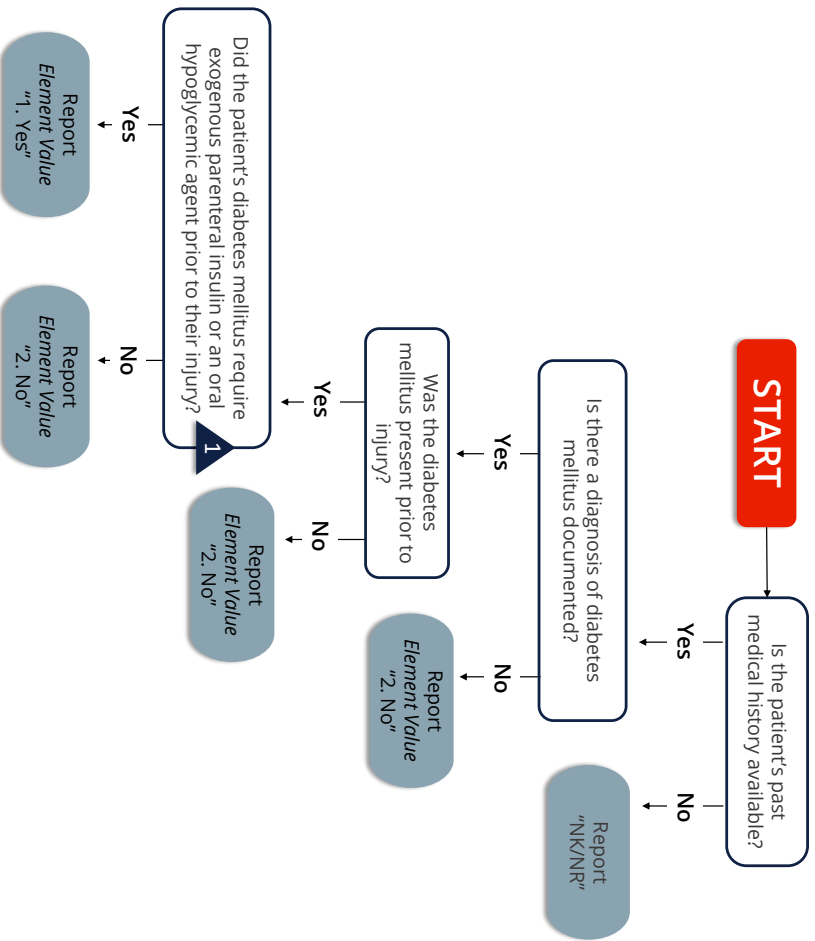 START
Is the patient’s past
medical history available?
Yes
No
Report
“NK/NR”
Is there a diagnosis of diabetes
mellitus documented?
Yes
No
Report
Element Value
“2. No”
Was the diabetes
mellitus present prior to
injury?
Yes
No
Report
Element Value
“2. No”
Did the patient’s diabetes mellitus require
exogenous parenteral insulin or an oral
hypoglycemic agent prior to their injury?
1
Yes
No
Report
Element Value
“1. Yes”
Report
Element Value
“2. No”